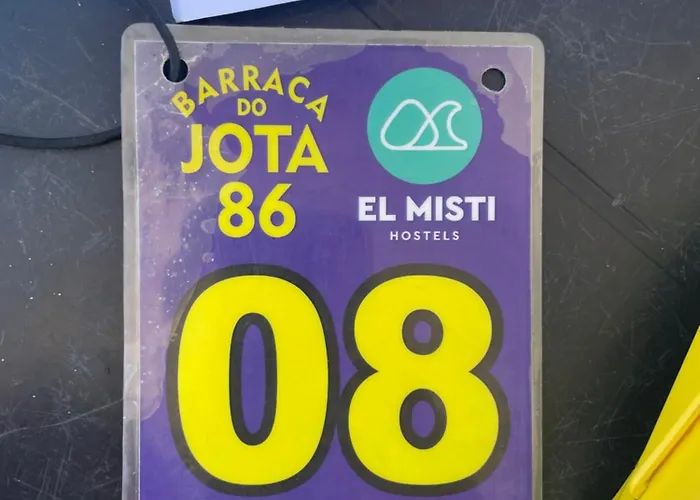 BARRACA
DO
JOTA
86
EL MISTI
HOSTELS
08